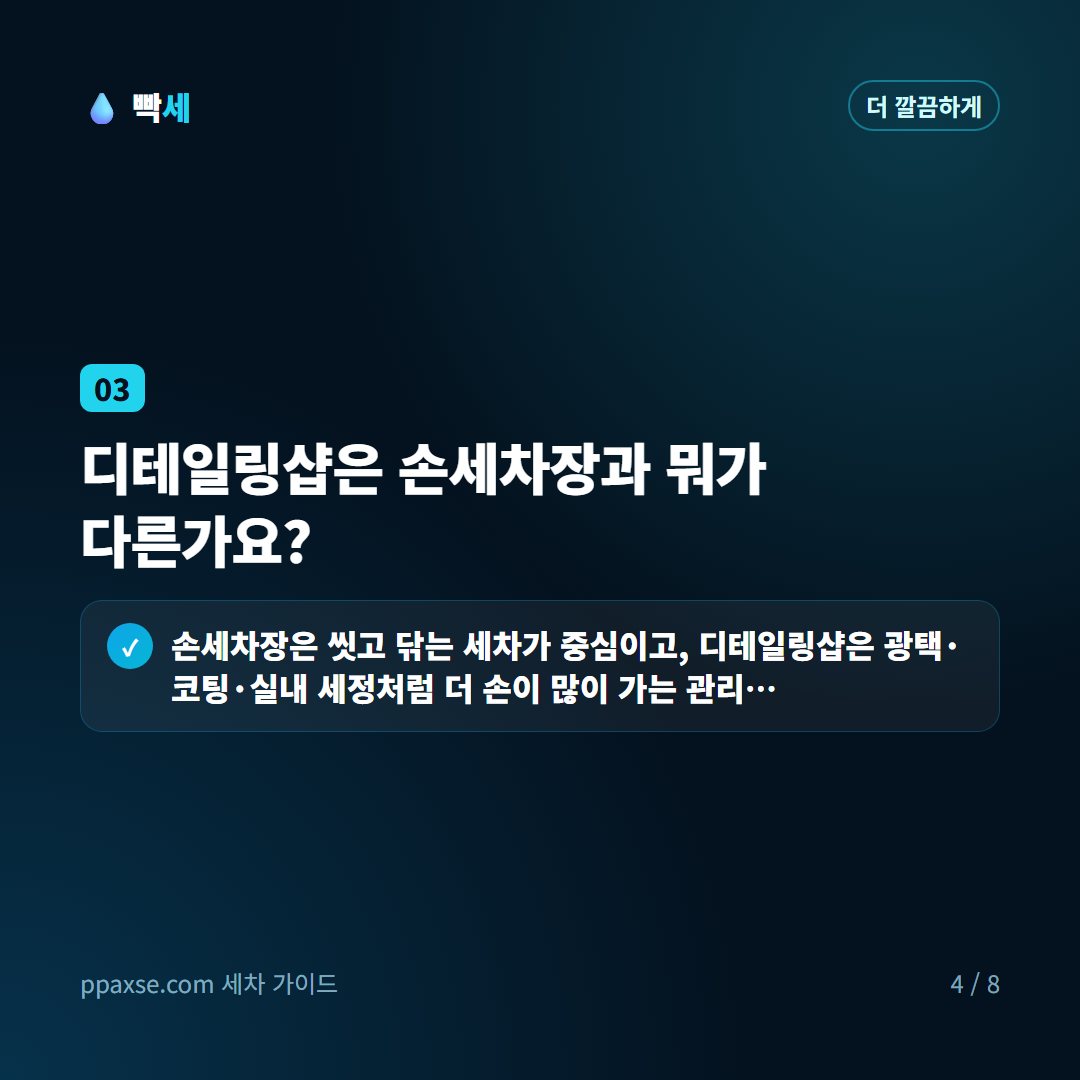 빡세
더 깔끔하게
03
디테일링샵은 손세차장과 뭐가
다른가요?
✓ 손세차장은 씻고 닦는 세차가 중심이고, 디테일링샵은 광택·
코팅·실내 세정처럼 더 손이 많이 가는 관리…
ppaxse.com 세차 가이드
4 / 8